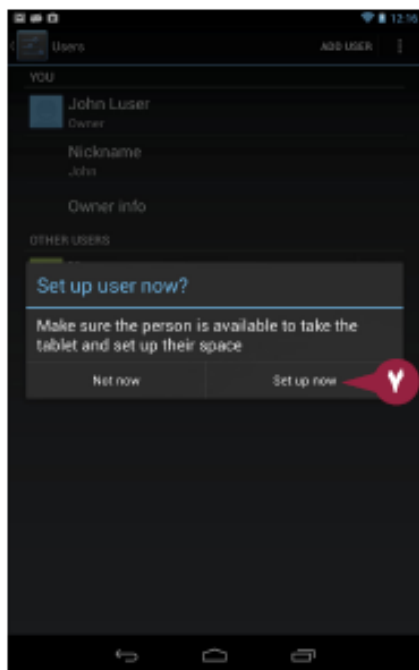 12:16
Users ADD USER
YOU
John Luser
Owner
Nickname
John
Owner info
OTHER USERS
Set up user now?
Make sure the person is available to take the
tablet and set up their space
Not now Set up now ٧